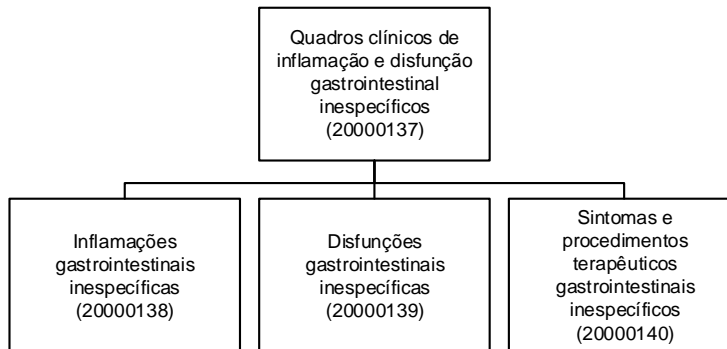 Quadros clínicos de
inflamação e disfunção
gastrointestinal
inespecíficos
(20000137)
Inflamações
gastrointestinais
inespecíficas
(20000138)
Disfunções
gastrointestinais
inespecíficas
(20000139)
Sintomas e
procedimentos
terapêuticos
gastrointestinais
inespecíficos
(20000140)